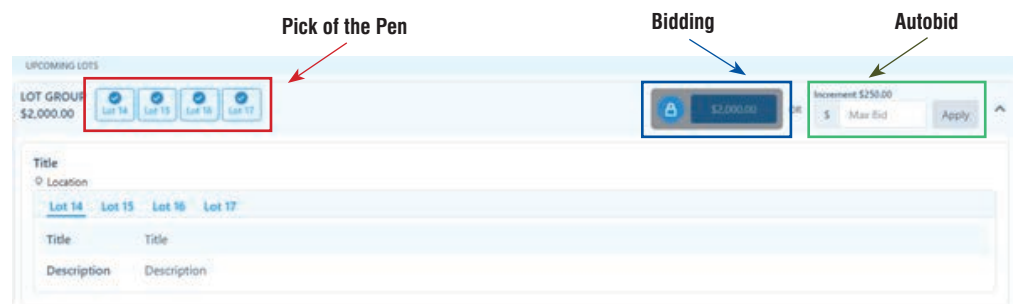 Pick of the Pen
Bidding
Autobid
UPCOMING LOTS
LOT GROUP
$2,000.00
Lot 14 Lot 15 Lot 16 Lot 17
$2,000.00
OR
Increment $250.00
$ Max Bid Apply
Title
Location
Lot 14 Lot 15 Lot 16 Lot 17
Title Title
Description Description